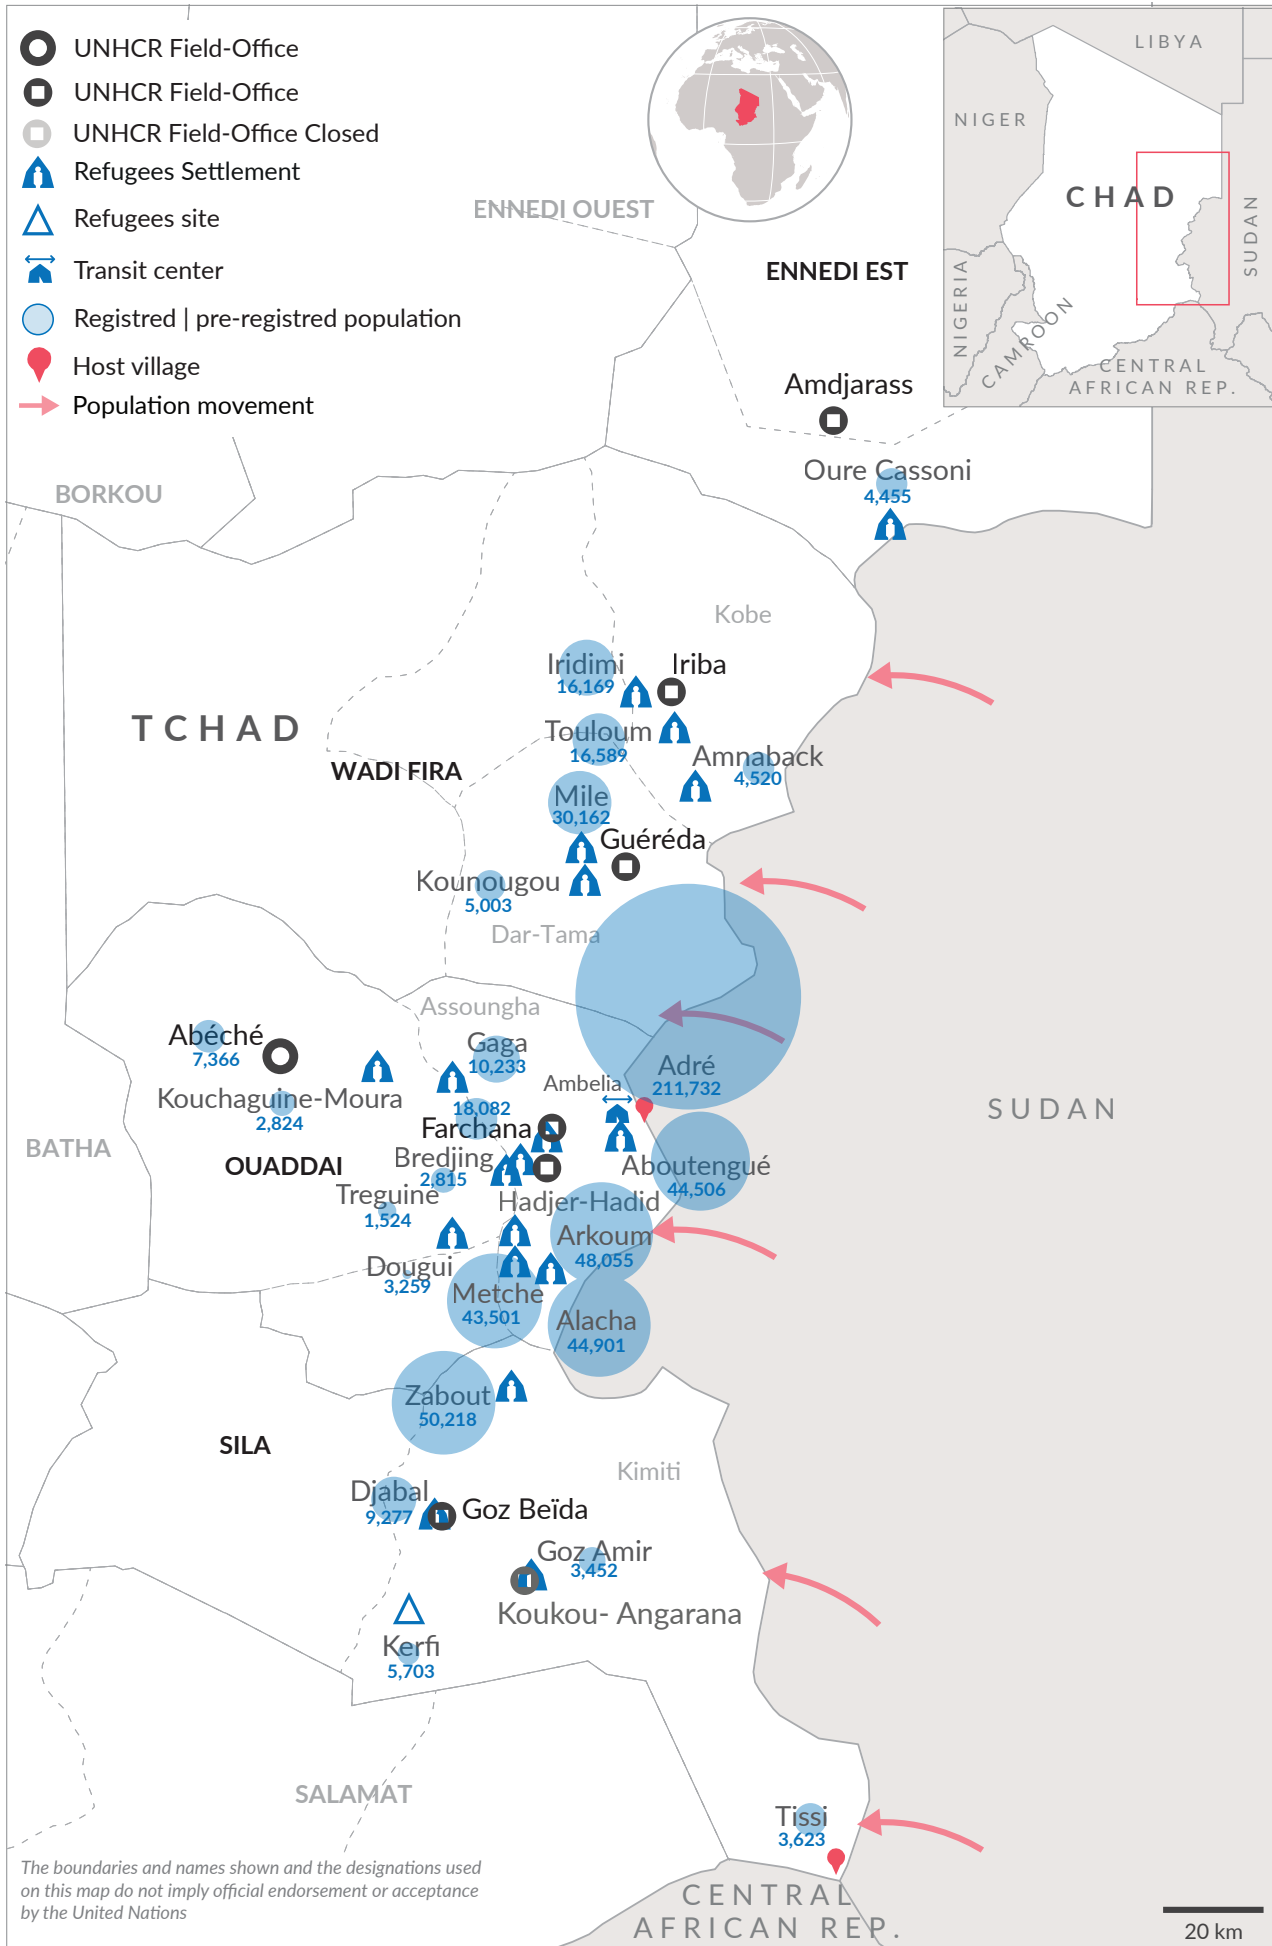 UNHCR Field-Office
UNHCR Field-Office
UNHCR Field-Office Closed
Refugees Settlement
Refugees site
Transit center
Registred | pre-registred population
Host village
Population movement
LIBYA
NIGER
CHAD
SUDAN
NIGERIA
CAMROON
CENTRAL
AFRICAN REP.
ENNEDI OUEST
ENNEDI EST
Amdjarass
Oure Cassoni
4,455
BORKOU
Kobe
Iridimi
16,169
Iriba
TCHAD
Touloum
16,589
WADI FIRA
Amnaback
4,520
Mile
30,162
Guéréda
Kounougou
5,003
Dar-Tama
Assoungha
Abéché
7,366
Gaga
10,233
Adré
211,732
Ambelia
Kouchaguine-Moura
2,824
18,082
Farchana
SUDAN
BATHA
OUADDAI
Bredjing
2,815
Aboutengué
44,506
Treguine
1,524
Hadjer-Hadid
Arkoum
48,055
Dougui
3,259
Metche
43,501
Alacha
44,901
Zabout
50,218
SILA
Kimiti
Djabal
9,277
Goz Beïda
Goz Amir
3,452
Koukou- Angarana
Kerfi
5,703
SALAMAT
Tissi
3,623
The boundaries and names shown and the designations used
on this map do not imply official endorsement or acceptance
by the United Nations
CENTRAL
AFRICAN REP.
20 km